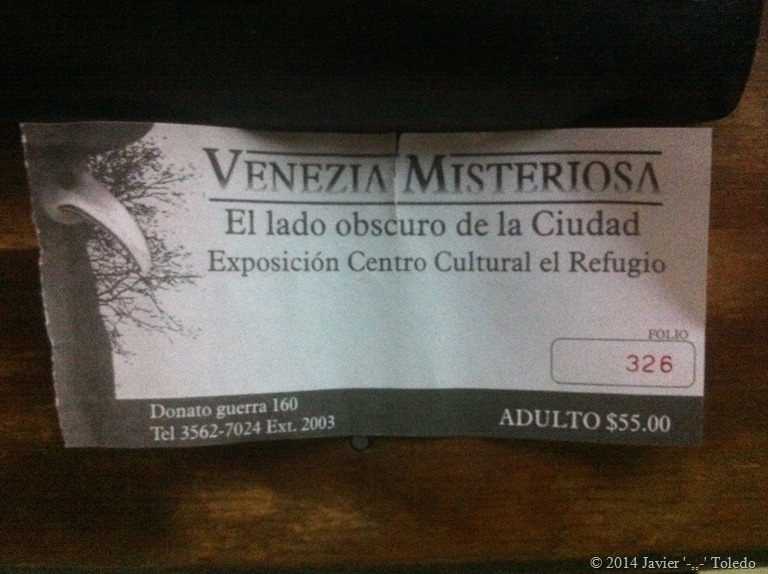 VENEZIA MISTERIOSA
El lado obscuro de la Ciudad
Exposición Centro Cultural el Refugio
FOLIO
326
Donato guerra 160
Tel 3562-7024 Ext. 2003
ADULTO $55.00
© 2014 Javier '-,,-' Toledo